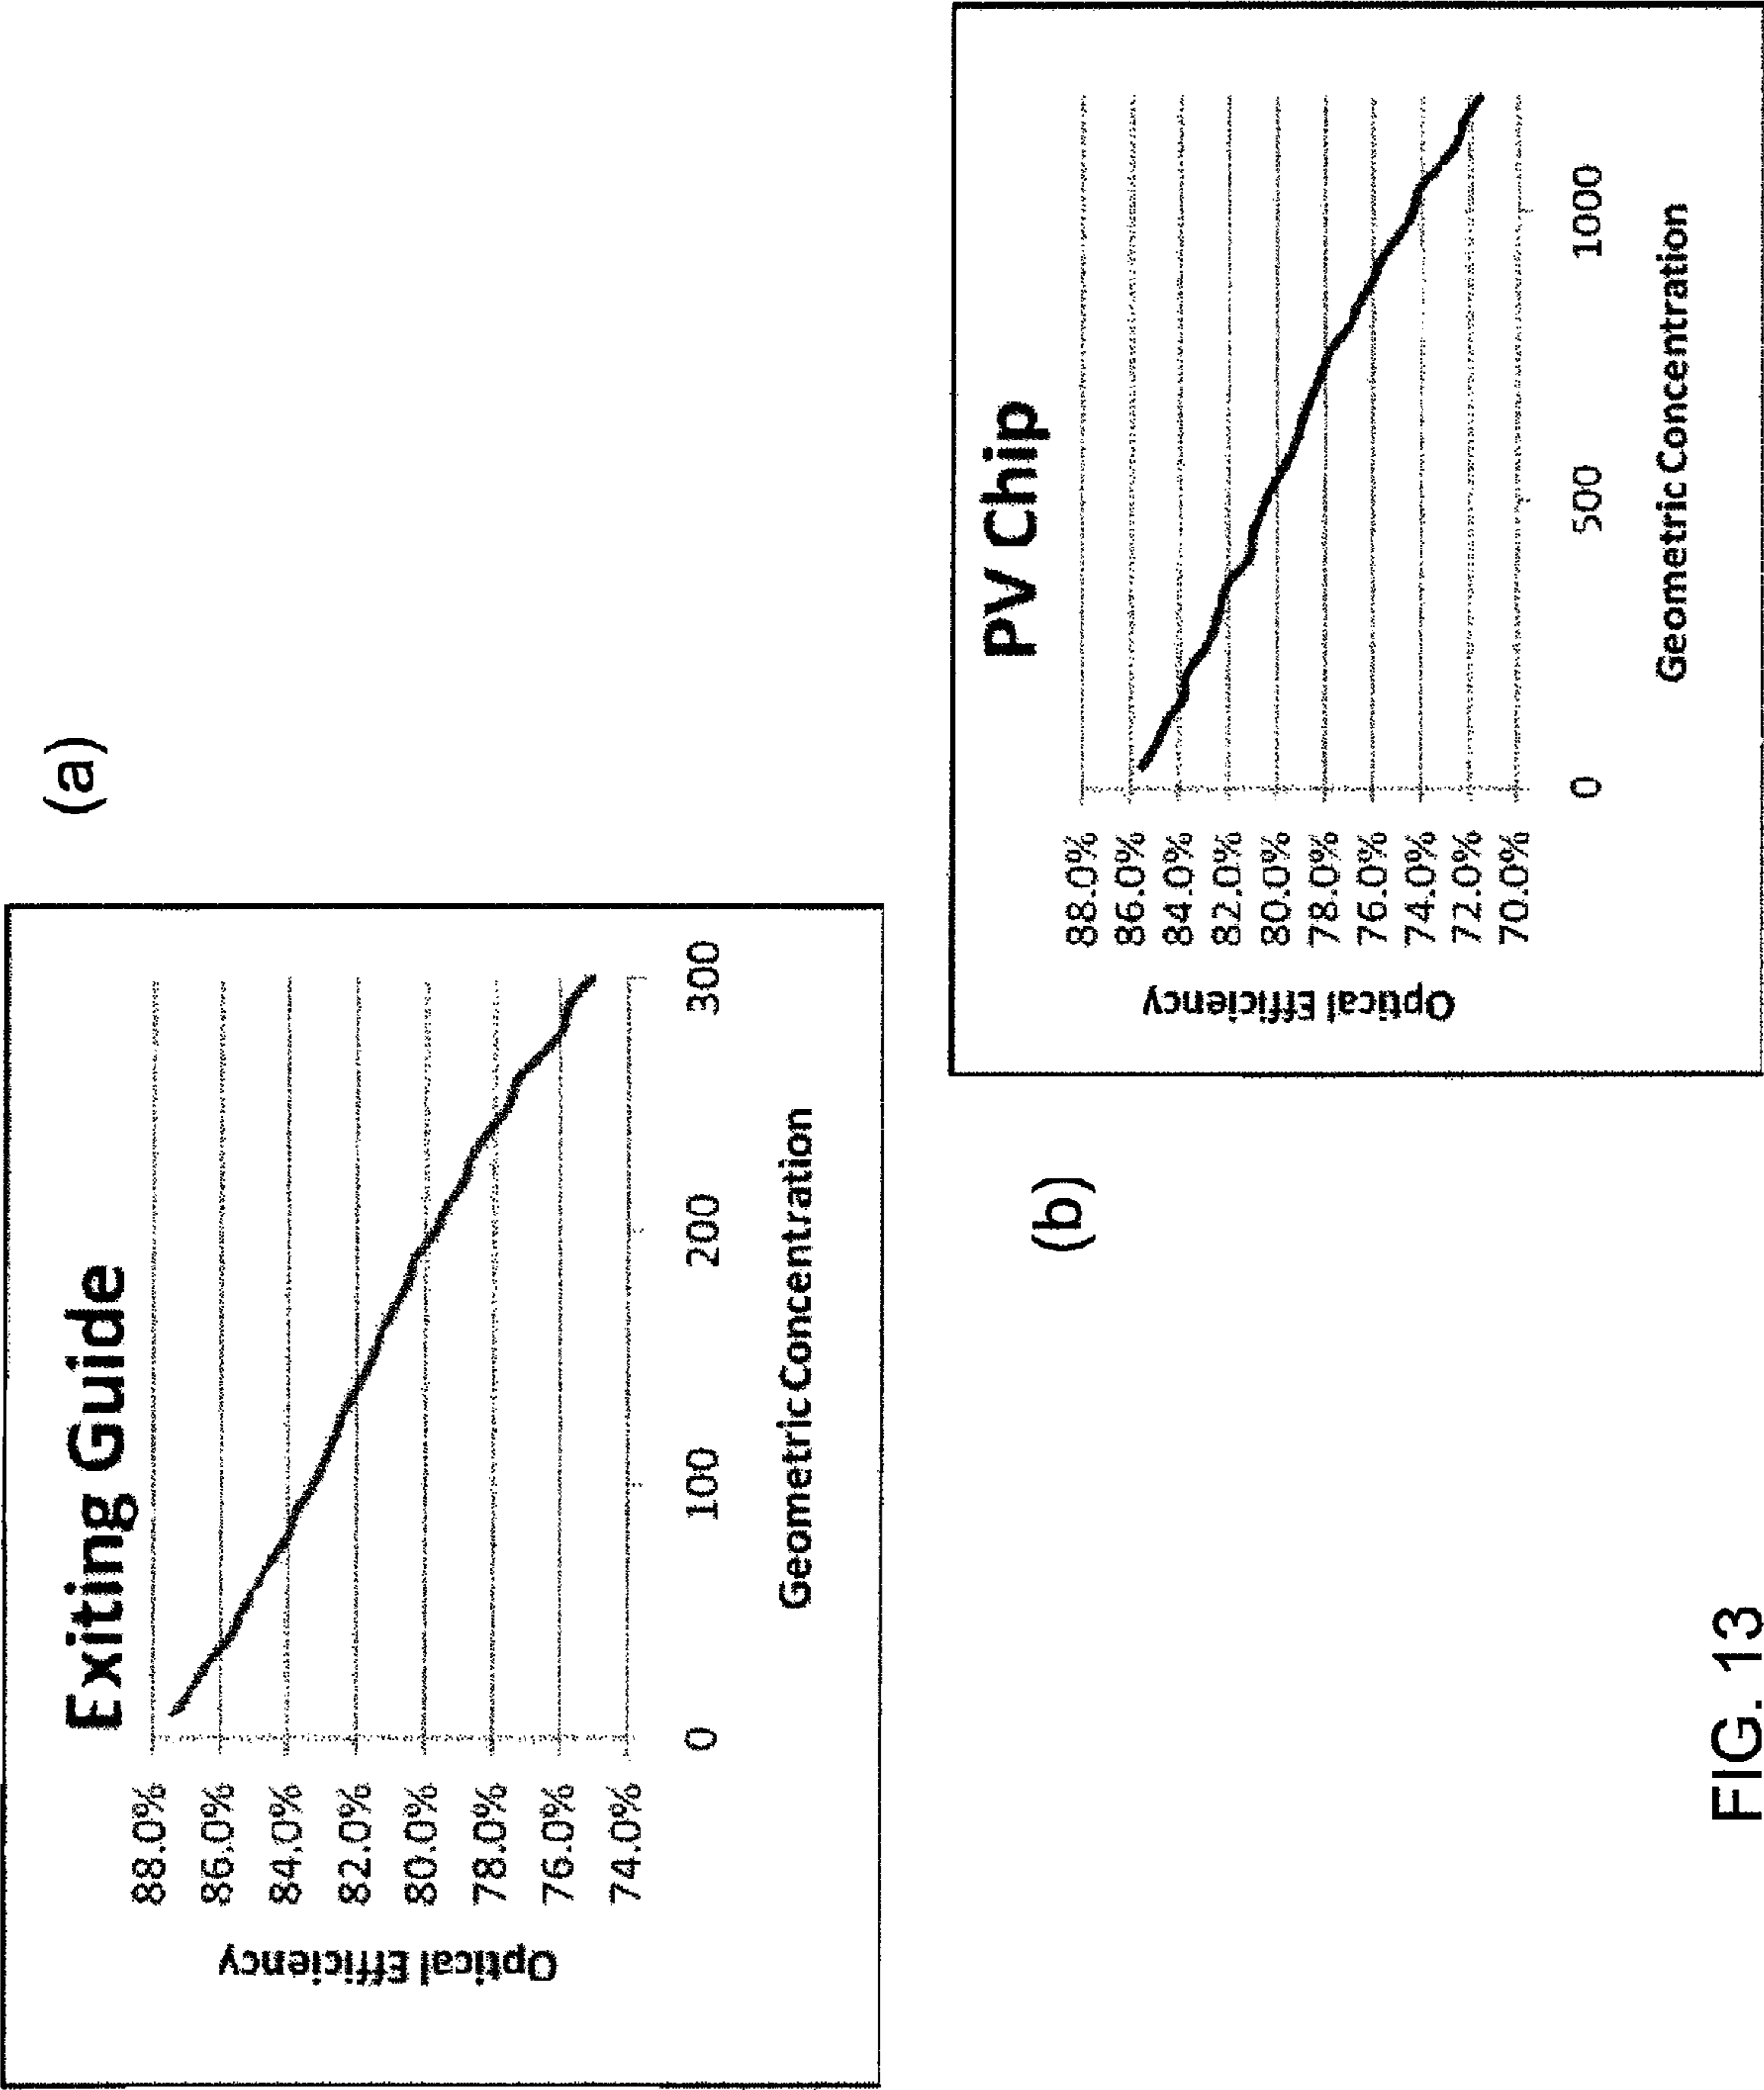 (a)
Exiting Guide
Optical Efficiency
88.0%
86.0%
84.0%
82.0%
80.0%
78.0%
76.0%
74.0%
0 100 200 300
Geometric Concentration
(b)
PV Chip
Optical Efficiency
88.0%
86.0%
84.0%
82.0%
80.0%
78.0%
76.0%
74.0%
72.0%
70.0%
0 500 1000
Geometric Concentration
FIG. 13